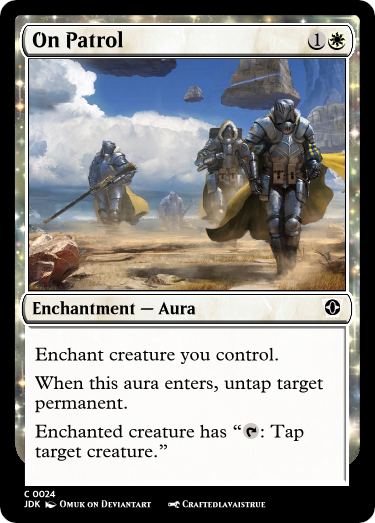 On Patrol 1
Enchantment — Aura
Enchant creature you control.
When this aura enters, untap target
permanent.
Enchanted creature has “: Tap
target creature.”
C 0024
JDK Omuk on Deviantart Craftedlavaistrue